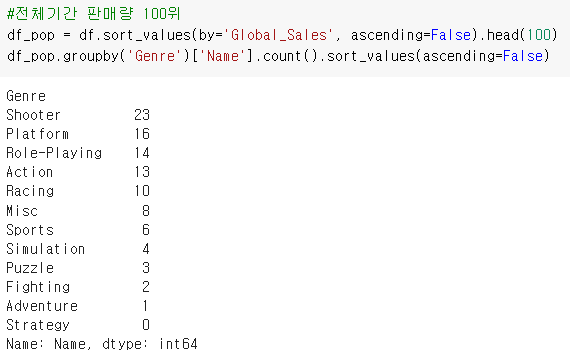 #전체기간 판매량 100위
df_pop = df.sort_values(by='Global_Sales', ascending=False).head(100)
df_pop.groupby('Genre')['Name'].count().sort_values(ascending=False)
Genre
Shooter 23
Platform 16
Role-Playing 14
Action 13
Racing 10
Misc 8
Sports 6
Simulation 4
Puzzle 3
Fighting 2
Adventure 1
Strategy 0
Name: Name, dtype: int64